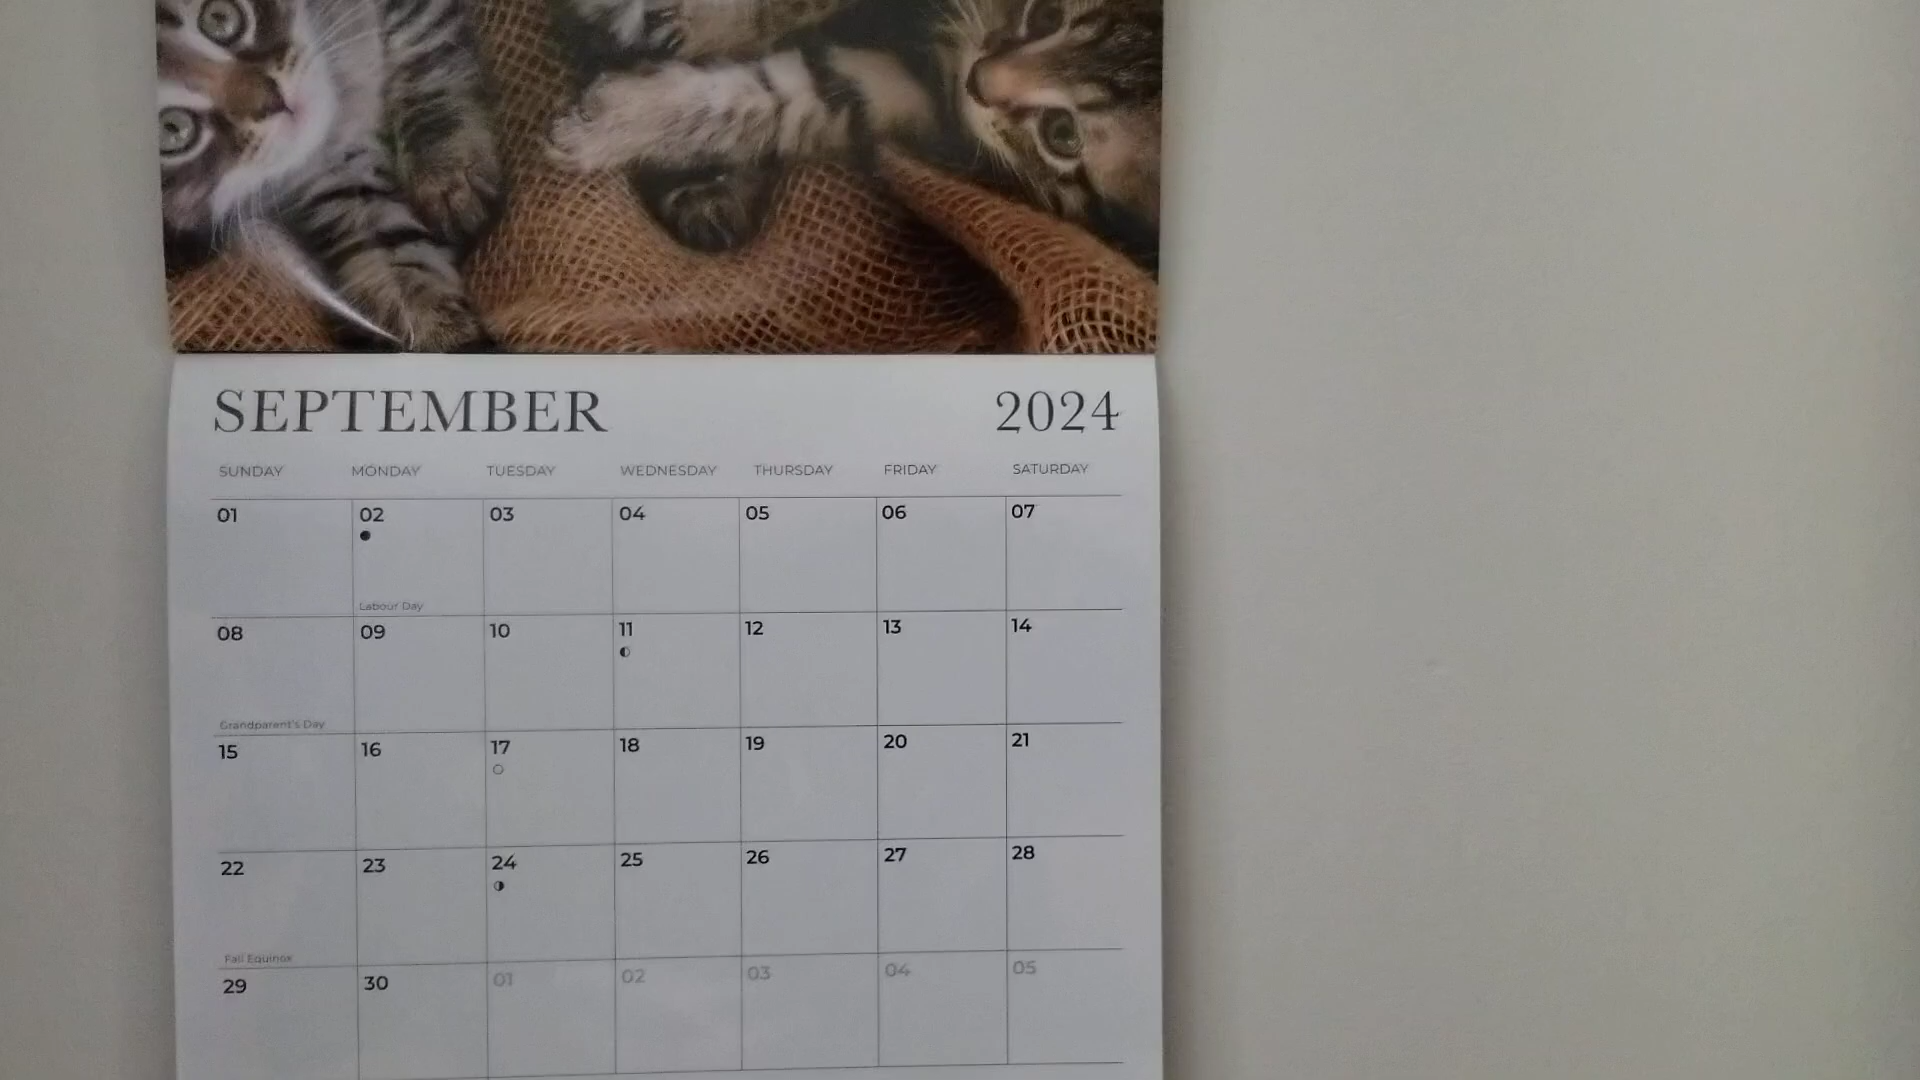 SEPTEMBER 2024
SUNDAY MONDAY TUESDAY WEDNESDAY THURSDAY FRIDAY SATURDAY
01 02 03 04 05 06 07
Labour Day
08 09 10 11 12 13 14
Grandparent's Day
15 16 17 18 19 20 21
22 23 24 25 26 27 28
Fall Equinox
29 30 01 02 03 04 05